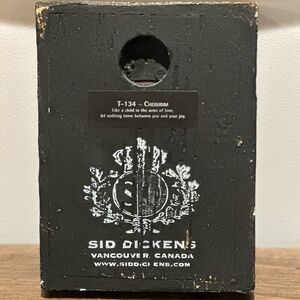 T-134 ~ CHERUBIM
Like a child in the arms of love,
let nothing come between you and your joy.
SID DICKENS
VANCOUVER, CANADA
WWW.SIDDICKENS.COM